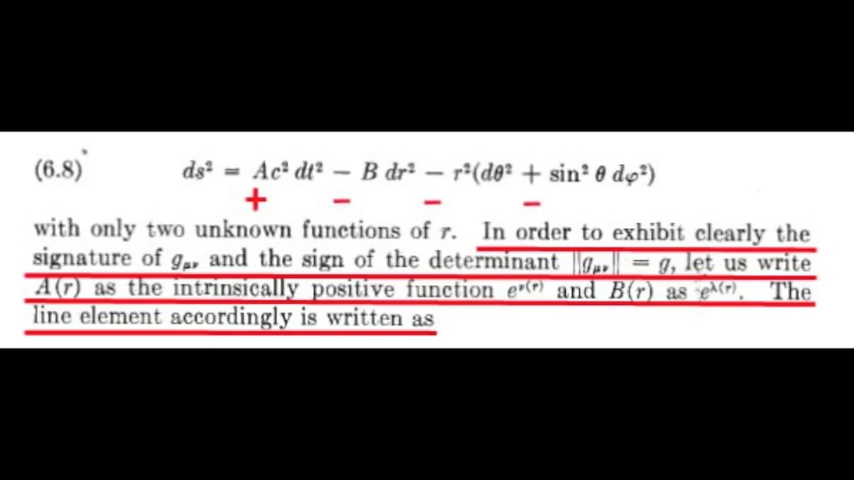 (6.8) ds² = Ac² dt² − B dr² − r²(dθ² + sin² θ dφ²)
+ − − −
with only two unknown functions of r. In order to exhibit clearly the
signature of gμν and the sign of the determinant ||gμν|| = g, let us write
A(r) as the intrinsically positive function e^ν(r) and B(r) as e^λ(r). The
line element accordingly is written as